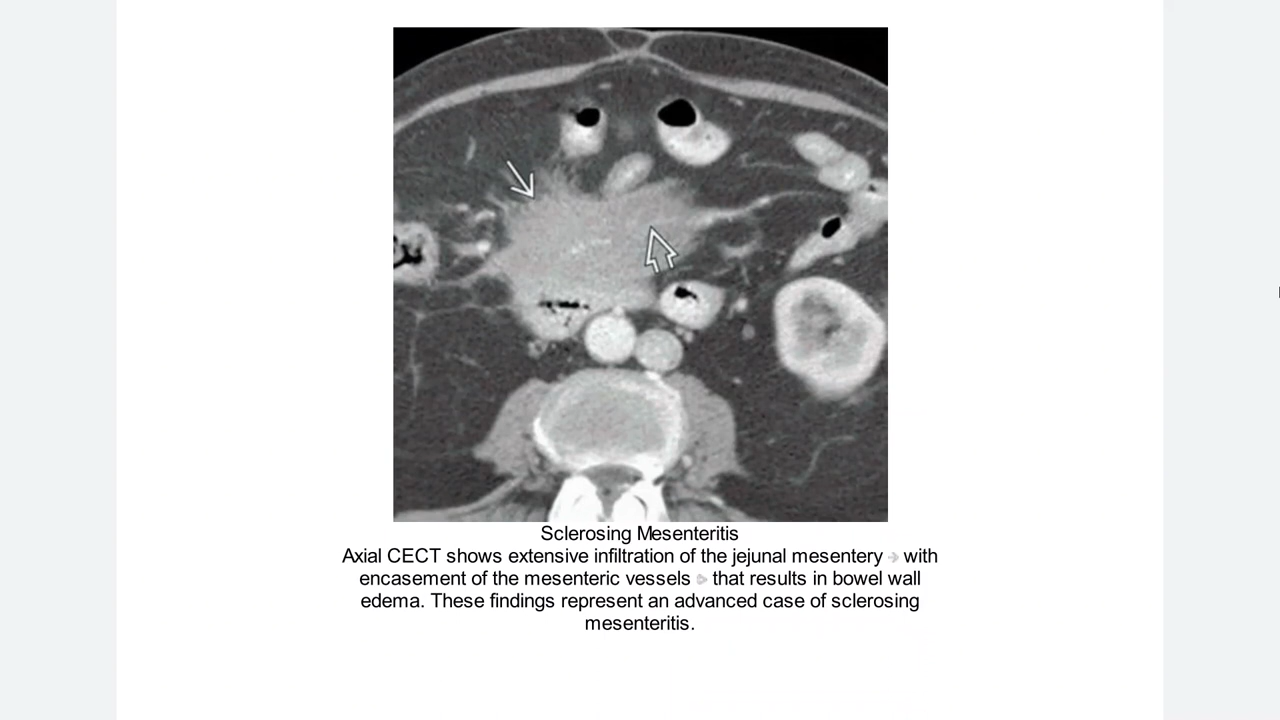 Sclerosing Mesenteritis
Axial CECT shows extensive infiltration of the jejunal mesentery ➔ with
encasement of the mesenteric vessels ⇨ that results in bowel wall
edema. These findings represent an advanced case of sclerosing
mesenteritis.